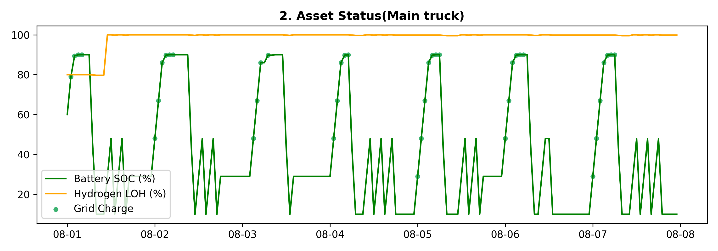 2. Asset Status(Main truck)
100
80
60
40
20
Battery SOC (%)
Hydrogen LOH (%)
Grid Charge
08-01 08-02 08-03 08-04 08-05 08-06 08-07 08-08